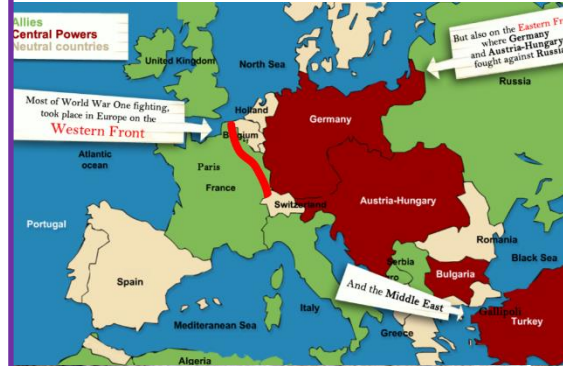 Allies
Central Powers
Neutral countries
But also on the Eastern
where Germany
and Austria-Hungary
fought against Russia
United Kingdom
North Sea
Russia
Holland
Most of World War One fighting,
took place in Europe on the
Western Front
Germany
Belgium
Atlantic
ocean
Paris
France
Austria-Hungary
Switzerland
Portugal
Romania
Spain
Serbia
Black Sea
Bulgaria
And the Middle East
Italy
Gallipoli
Mediterranean Sea
Greece
Turkey
Algeria